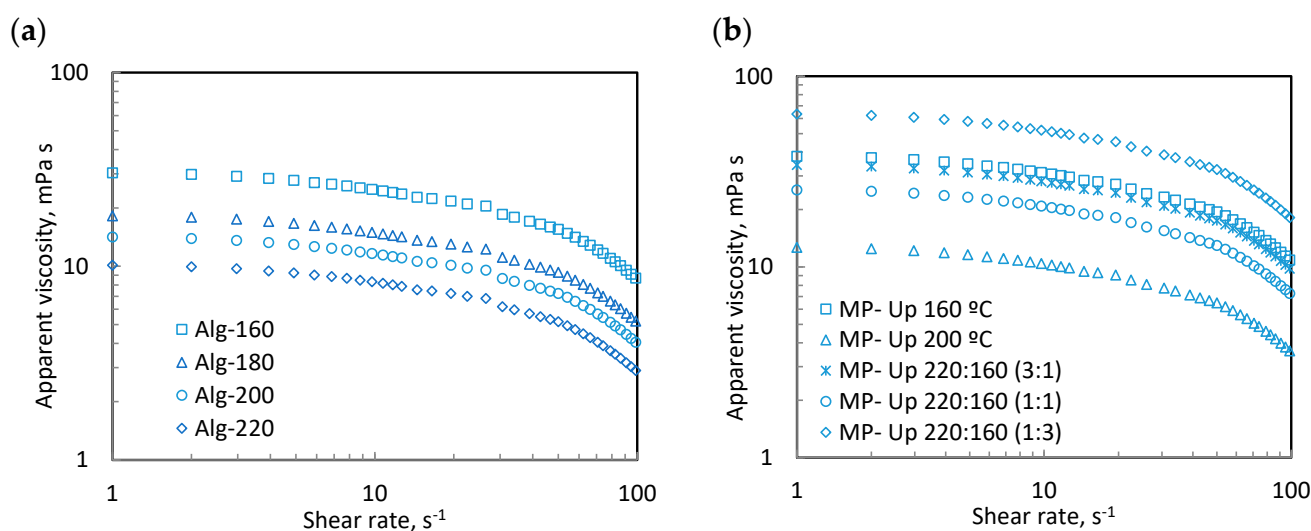 (a)
100
10
1
Apparent viscosity, mPa s
Alg-160
Alg-180
Alg-200
Alg-220
1
10
100
Shear rate, s-1
(b)
100
10
1
Apparent viscosity, mPa s
MP- Up 160 ºC
MP- Up 200 ºC
MP- Up 220:160 (3:1)
MP- Up 220:160 (1:1)
MP- Up 220:160 (1:3)
1
10
100
Shear rate, s-1